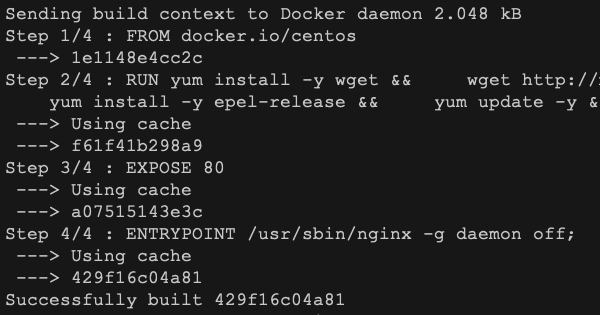 Sending build context to Docker daemon 2.048 kB
Step 1/4 : FROM docker.io/centos
 ---> 1e1148e4cc2c
Step 2/4 : RUN yum install -y wget &&     wget http://
    yum install -y epel-release &&     yum update -y &
 ---> Using cache
 ---> f61f41b298a9
Step 3/4 : EXPOSE 80
 ---> Using cache
 ---> a07515143e3c
Step 4/4 : ENTRYPOINT /usr/sbin/nginx -g daemon off;
 ---> Using cache
 ---> 429f16c04a81
Successfully built 429f16c04a81